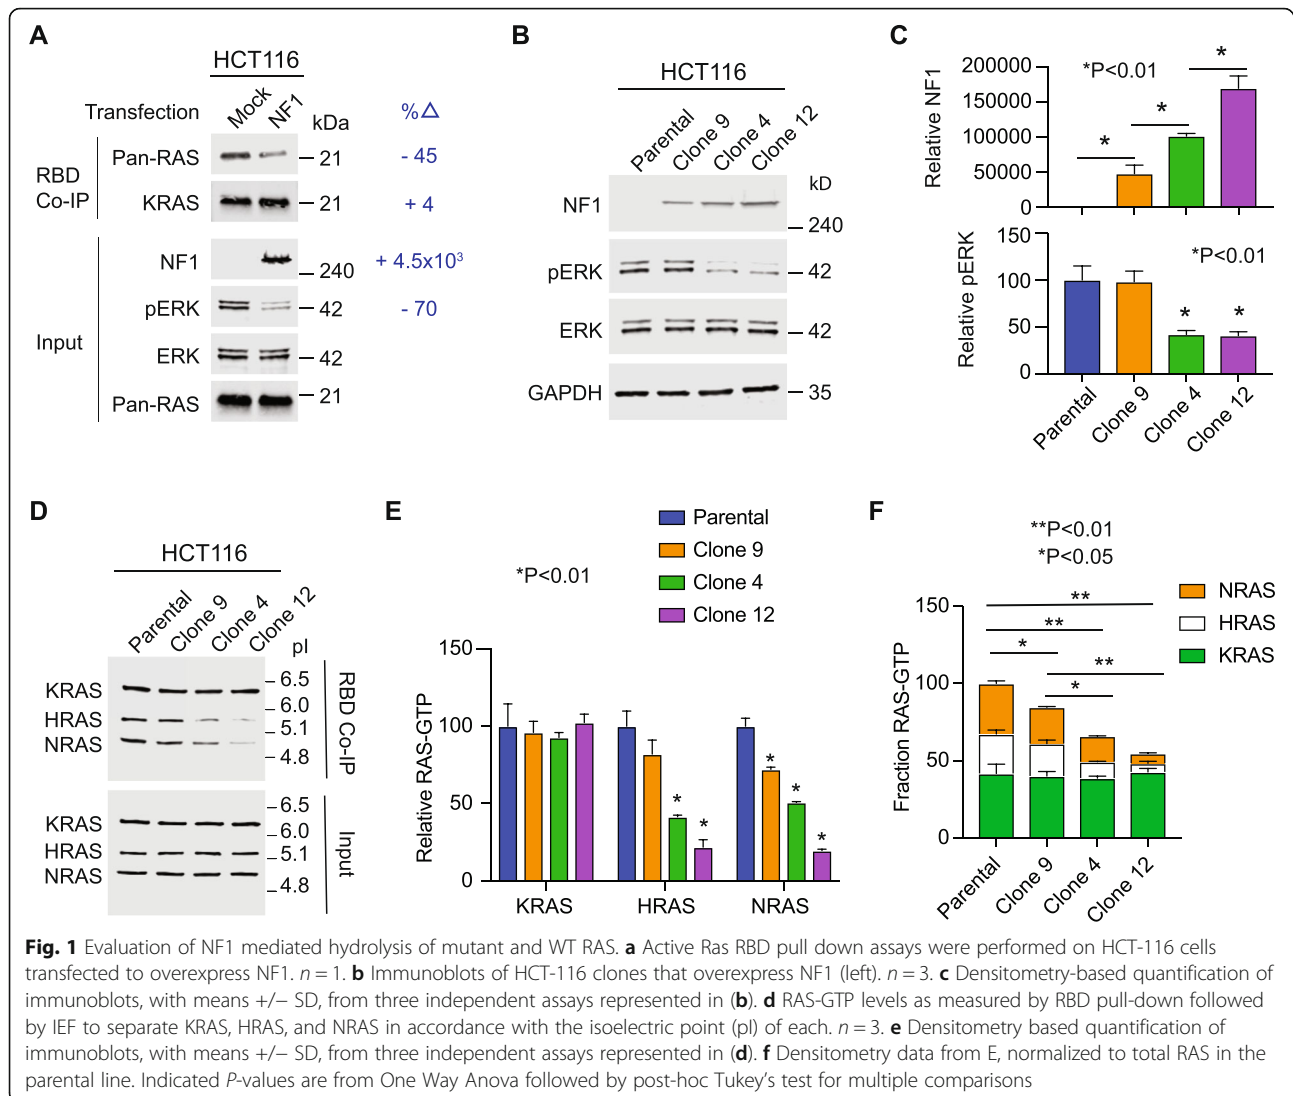 A
HCT116
Transfection Mock NF1 kDa %Δ
RBD Co-IP
Pan-RAS 21 - 45
KRAS 21 + 4
Input
NF1 240 + 4.5x10³
pERK 42 - 70
ERK 42
Pan-RAS 21
B
HCT116
Parental Clone 9 Clone 4 Clone 12
kD
NF1 240
pERK 42
ERK 42
GAPDH 35
C
Relative NF1
*P<0.01
200000
150000
100000
50000
0
* * *
Relative pERK
*P<0.01
150
100
50
0
* *
Parental Clone 9 Clone 4 Clone 12
D
HCT116
Parental Clone 9 Clone 4 Clone 12
pI
KRAS
HRAS
NRAS
6.5
6.0
5.1
4.8
RBD Co-IP
KRAS
HRAS
NRAS
6.5
6.0
5.1
4.8
Input
E
Parental
Clone 9
Clone 4
Clone 12
*P<0.01
Relative RAS-GTP
150
100
50
0
* * * * *
KRAS HRAS NRAS
F
**P<0.01
*P<0.05
NRAS
HRAS
KRAS
Fraction RAS-GTP
150
100
50
0
**
**
*
**
*
Parental Clone 9 Clone 4 Clone 12
Fig. 1 Evaluation of NF1 mediated hydrolysis of mutant and WT RAS. a Active Ras RBD pull down assays were performed on HCT-116 cells
transfected to overexpress NF1. n = 1. b Immunoblots of HCT-116 clones that overexpress NF1 (left). n = 3. c Densitometry-based quantification of
immunoblots, with means +/− SD, from three independent assays represented in (b). d RAS-GTP levels as measured by RBD pull-down followed
by IEF to separate KRAS, HRAS, and NRAS in accordance with the isoelectric point (pI) of each. n = 3. e Densitometry based quantification of
immunoblots, with means +/− SD, from three independent assays represented in (d). f Densitometry data from E, normalized to total RAS in the
parental line. Indicated P-values are from One Way Anova followed by post-hoc Tukey's test for multiple comparisons